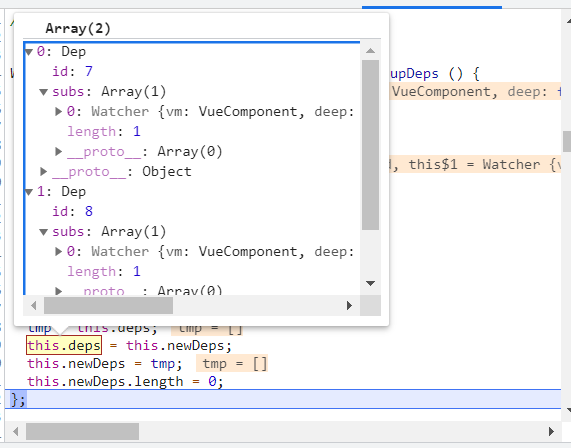 Array(2)
▼0: Dep
id: 7
▼subs: Array(1)
▶0: Watcher {vm: VueComponent, deep:
length: 1
▶__proto__: Array(0)
▶__proto__: Object
▼1: Dep
id: 8
▼subs: Array(1)
▶0: Watcher {vm: VueComponent, deep:
length: 1
▶__proto__: Array(0)
upDeps () {
VueComponent, deep:
, this$1 = Watcher {v
tmp = this.deps; tmp = []
this.deps = this.newDeps;
this.newDeps = tmp; tmp = []
this.newDeps.length = 0;
};